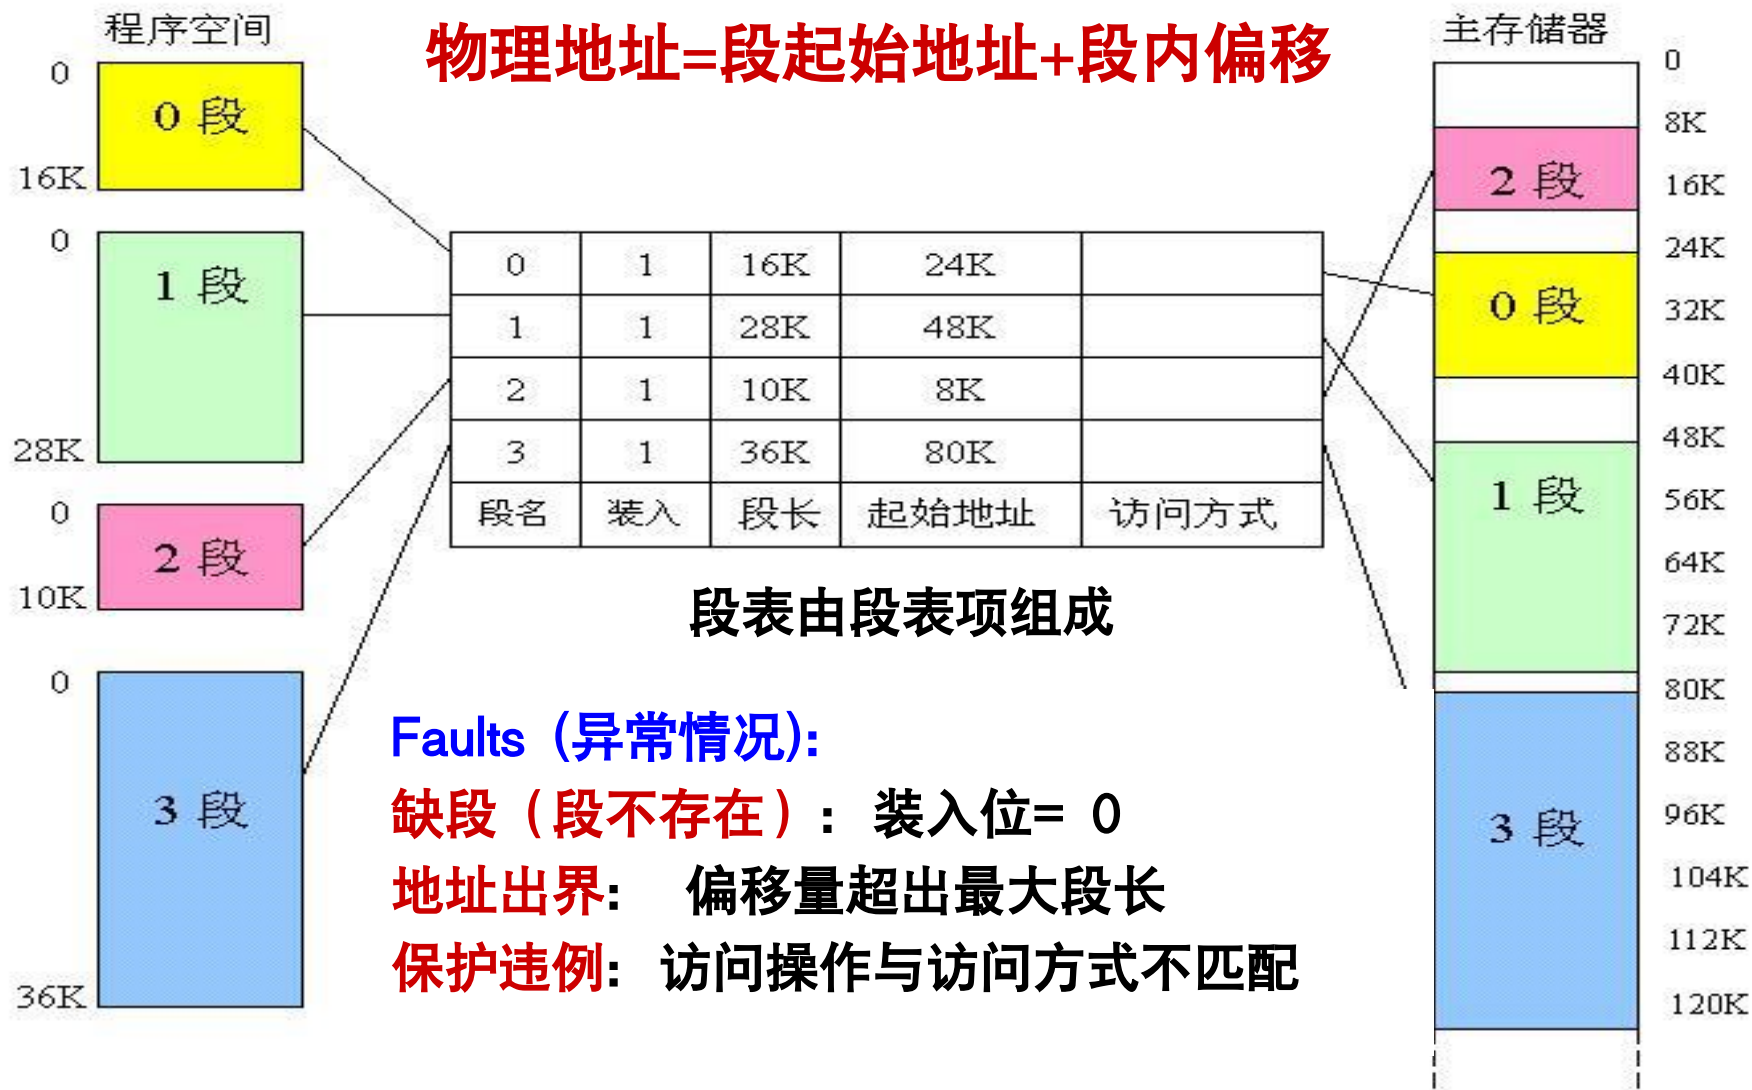 程序空间
物理地址=段起始地址+段内偏移
主存储器
0
0 段
16K
0
1 段
28K
0
2 段
10K
0
3 段
36K
0 1 16K 24K
1 1 28K 48K
2 1 10K 8K
3 1 36K 80K
段名 装入 段长 起始地址 访问方式
段表由段表项组成
Faults (异常情况):
缺段（段不存在）: 装入位= 0
地址出界: 偏移量超出最大段长
保护违例: 访问操作与访问方式不匹配
0
8K
2 段
16K
24K
0 段
32K
40K
48K
1 段
56K
64K
72K
80K
88K
96K
3 段
104K
112K
120K